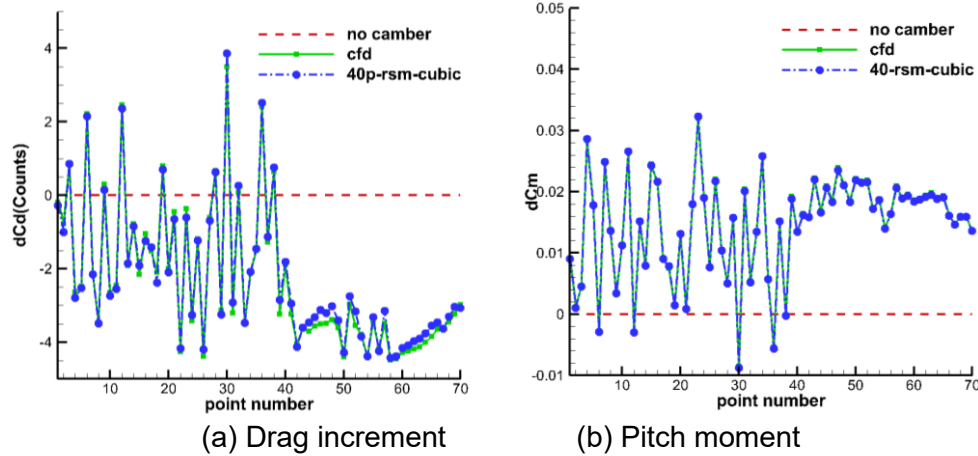 no camber
cfd
40p-rsm-cubic
4
2
0
-2
-4
dCd(Counts)
10 20 30 40 50 60 70
point number
(a) Drag increment
no camber
cfd
40-rsm-cubic
0.05
0.04
0.03
0.02
0.01
0
-0.01
dCm
10 20 30 40 50 60 70
point number
(b) Pitch moment